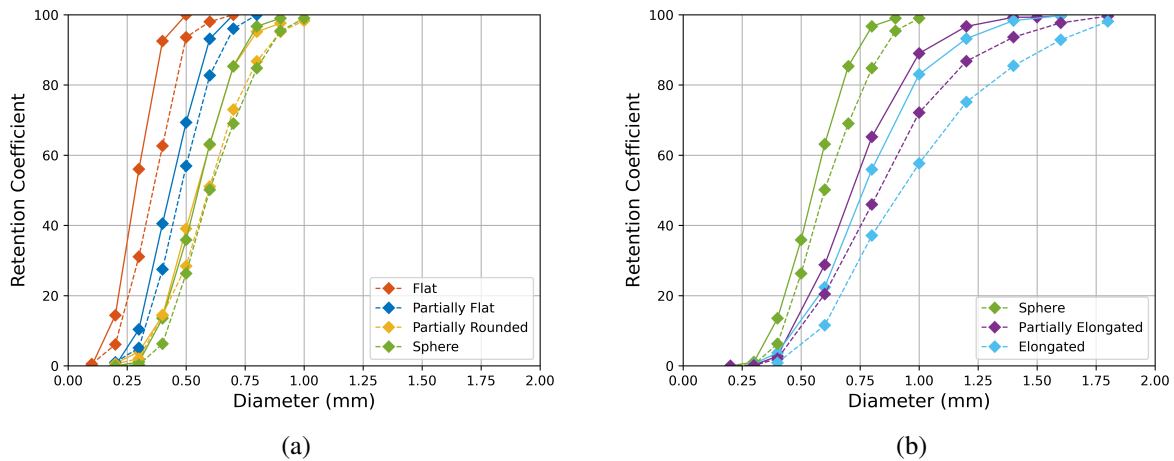 100
80
60
40
20
0
Retention Coefficient
Flat
Partially Flat
Partially Rounded
Sphere
0.00 0.25 0.50 0.75 1.00 1.25 1.50 1.75 2.00
Diameter (mm)
(a)
100
80
60
40
20
0
Retention Coefficient
Sphere
Partially Elongated
Elongated
0.00 0.25 0.50 0.75 1.00 1.25 1.50 1.75 2.00
Diameter (mm)
(b)